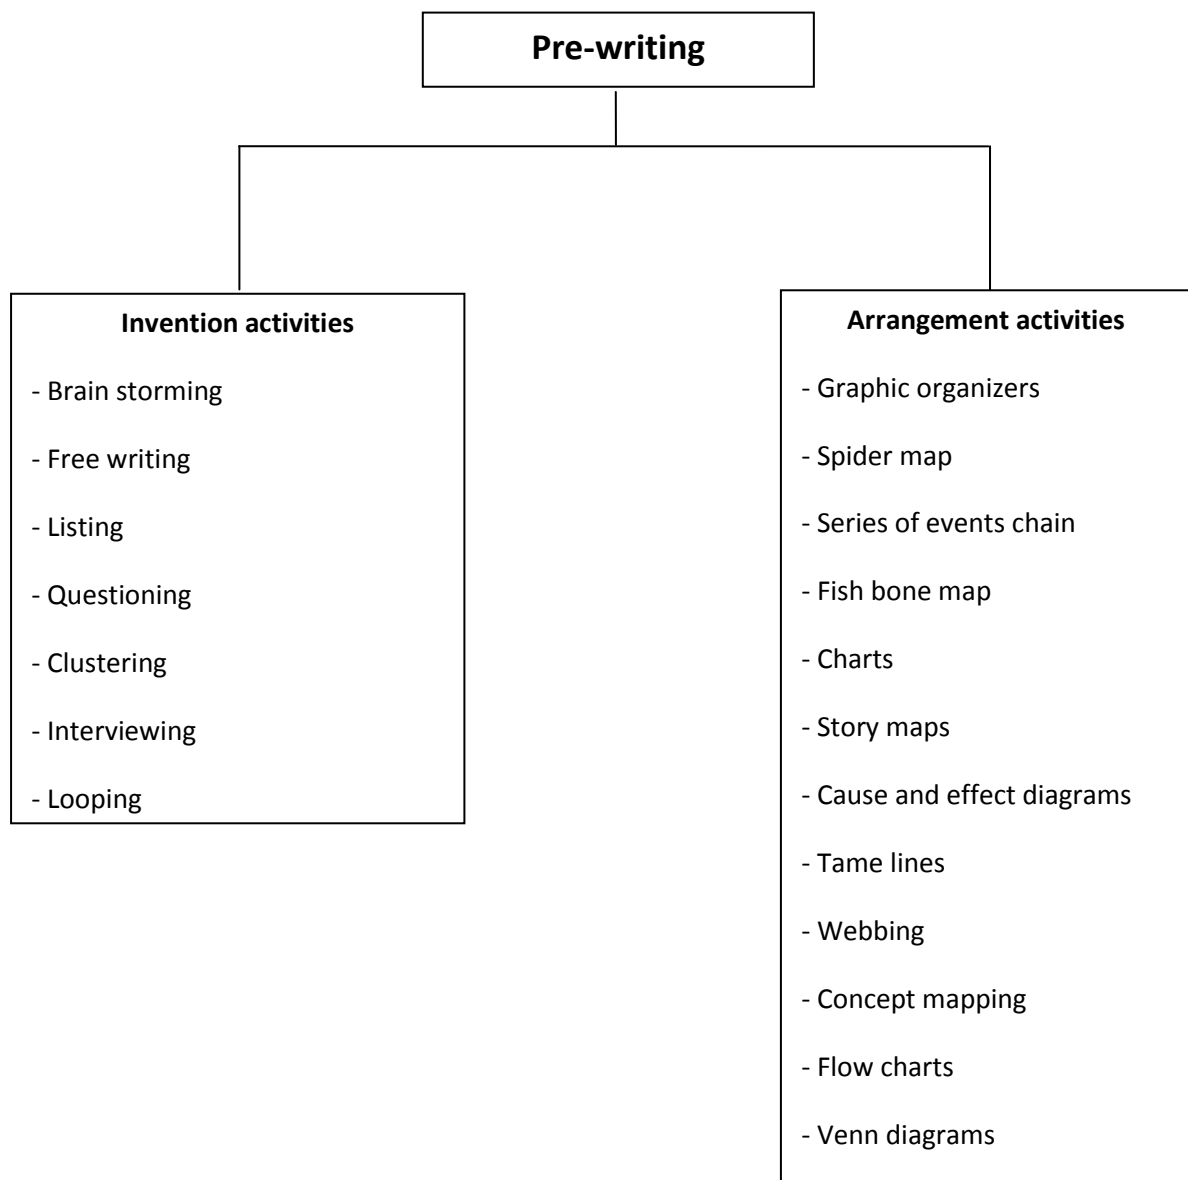 Pre-writing
Invention activities
- Brain storming
- Free writing
- Listing
- Questioning
- Clustering
- Interviewing
- Looping
Arrangement activities
- Graphic organizers
- Spider map
- Series of events chain
- Fish bone map
- Charts
- Story maps
- Cause and effect diagrams
- Tame lines
- Webbing
- Concept mapping
- Flow charts
- Venn diagrams